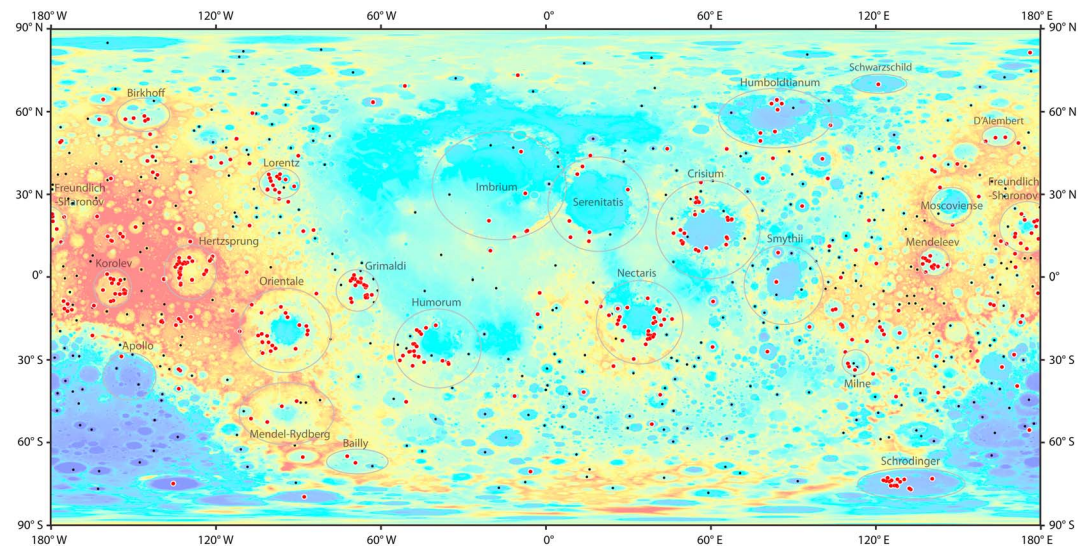 180° W 120° W 60° W 0° 60° E 120° E 180° E
90° N 90° N
Schwarzschild
Humboldtianum
Birkhoff
60° N 60° N
D'Alembert
Lorentz
Crisium
Freundlich
-Sharonov
Freundlich
-Sharonov
Imbrium
30° N 30° N
Serenitatis
Moscoviense
Hertzsprung
Smythii
Mendeleev
Korolev
Grimaldi
Nectaris
0° 0°
Orientale
Humorum
Apollo
30° S 30° S
Milne
Mendel-Rydberg
Bailly
60° S 60° S
Schrodinger
90° S 90° S
180° W 120° W 60° W 0° 60° E 120° E 180° E